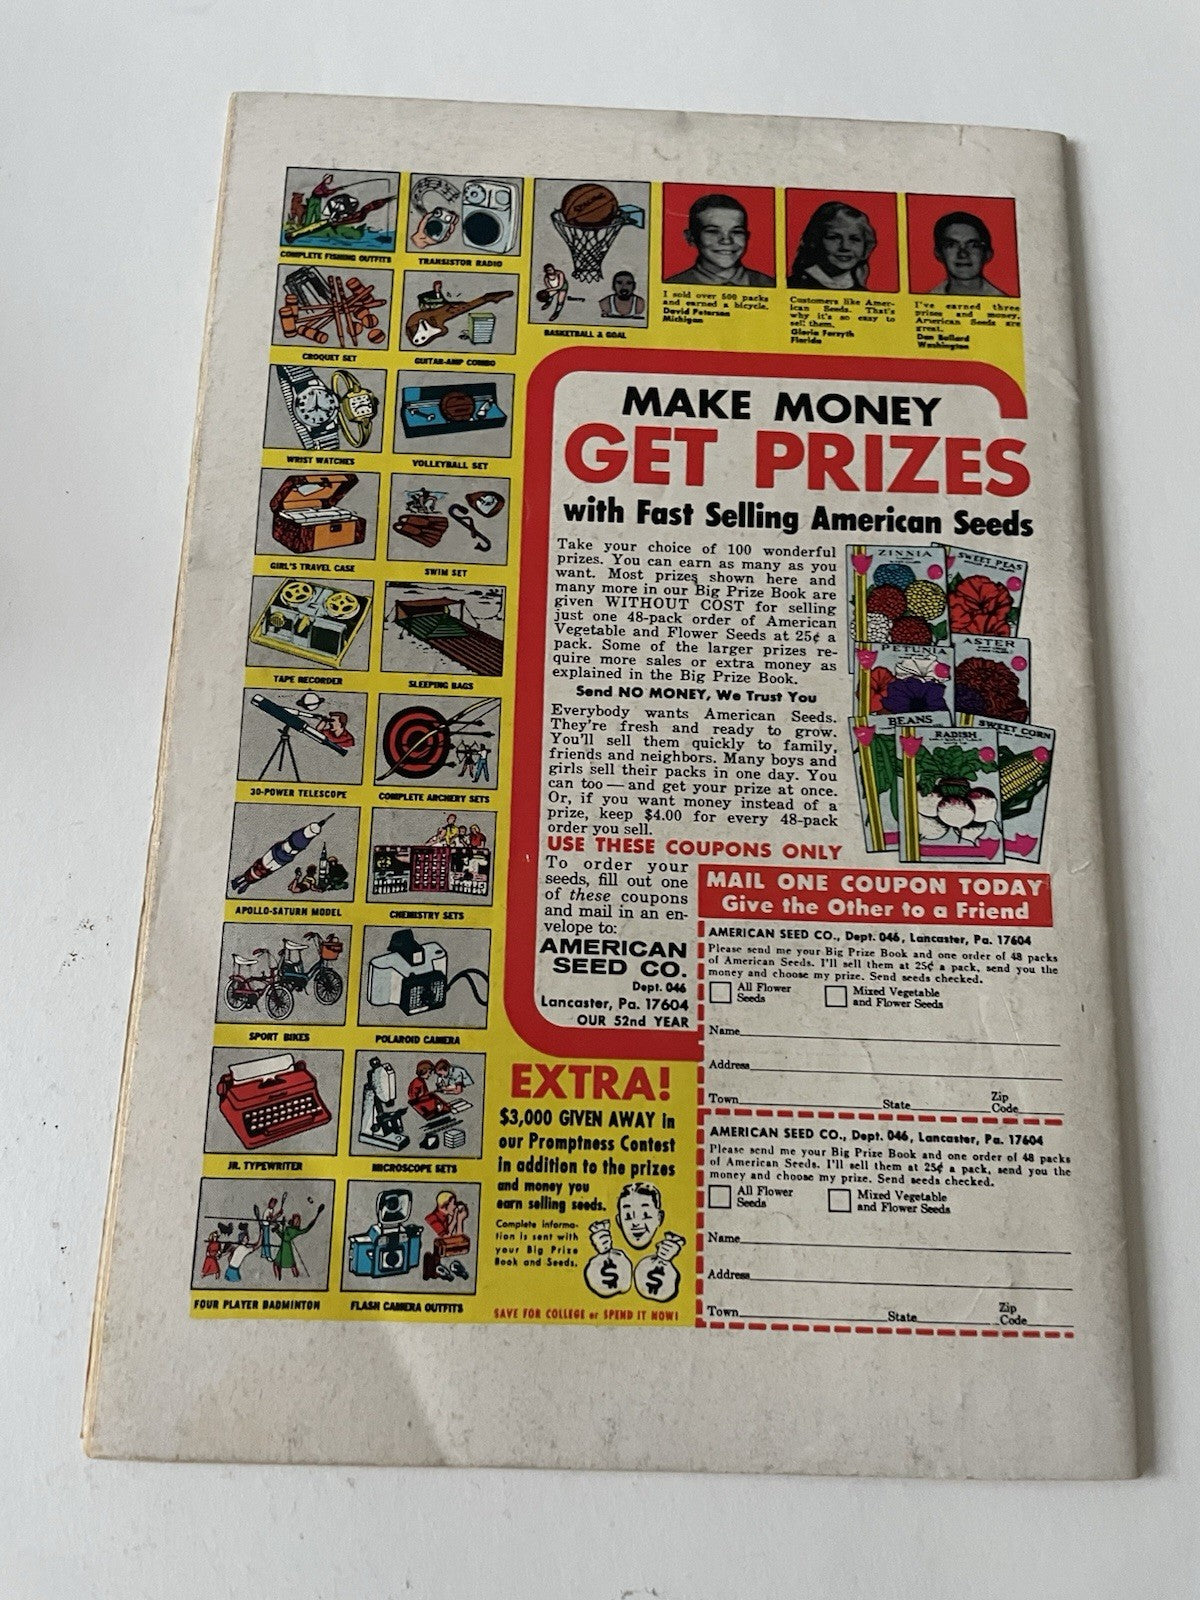 COMPLETE FISHING OUTFITS
TRANSISTOR RADIO
BASKETBALL & GOAL
CROQUET SET
GUITAR-AMP COMBO
WRIST WATCHES
VOLLEYBALL SET
GIRL'S TRAVEL CASE
SWIM SET
TAPE RECORDER
SLEEPING BAGS
30-POWER TELESCOPE
COMPLETE ARCHERY SETS
APOLLO-SATURN MODEL
CHEMISTRY SETS
SPORT BIKES
POLAROID CAMERA
JR. TYPEWRITER
MICROSCOPE SETS
FOUR PLAYER BADMINTON
FLASH CAMERA OUTFITS
I sold over 500 packs
and earned a bicycle.
David Peterson
Michigan
Customers like Amer-
ican Seeds. That's
why it's so easy to
sell them.
Gloria Forsyth
Florida
I've earned three
prizes and money.
American Seeds are
great.
Dan Bullard
Washington
MAKE MONEY
GET PRIZES
with Fast Selling American Seeds
Take your choice of 100 wonderful
prizes. You can earn as many as you
want. Most prizes shown here and
many more in our Big Prize Book are
given WITHOUT COST for selling
just one 48-pack order of American
Vegetable and Flower Seeds at 25¢ a
pack. Some of the larger prizes re-
quire more sales or extra money as
explained in the Big Prize Book.
Send NO MONEY, We Trust You
Everybody wants American Seeds.
They're fresh and ready to grow.
You'll sell them quickly to family,
friends and neighbors. Many boys and
girls sell their packs in one day. You
can too — and get your prize at once.
Or, if you want money instead of a
prize, keep $4.00 for every 48-pack
order you sell.
ZINNIA
SWEET PEAS
PETUNIA
ASTER
BEANS
RADISH
SWEET CORN
USE THESE COUPONS ONLY
To order your
seeds, fill out one
of these coupons
and mail in an en-
velope to:
AMERICAN
SEED CO.
Dept. 046
Lancaster, Pa. 17604
OUR 52nd YEAR
MAIL ONE COUPON TODAY
Give the Other to a Friend
AMERICAN SEED CO., Dept. 046, Lancaster, Pa. 17604
Please send me your Big Prize Book and one order of 48 packs
of American Seeds. I'll sell them at 25¢ a pack, send you the
money and choose my prize. Send seeds checked.
All Flower Seeds
Mixed Vegetable and Flower Seeds
Name
Address
Town State Zip Code
AMERICAN SEED CO., Dept. 046, Lancaster, Pa. 17604
Please send me your Big Prize Book and one order of 48 packs
of American Seeds. I'll sell them at 25¢ a pack, send you the
money and choose my prize. Send seeds checked.
All Flower Seeds
Mixed Vegetable and Flower Seeds
Name
Address
Town State Zip Code
EXTRA!
$3,000 GIVEN AWAY in
our Promptness Contest
in addition to the prizes
and money you
earn selling seeds.
Complete informa-
tion is sent with
your Big Prize
Book and Seeds.
$ $
SAVE FOR COLLEGE or SPEND IT NOW!